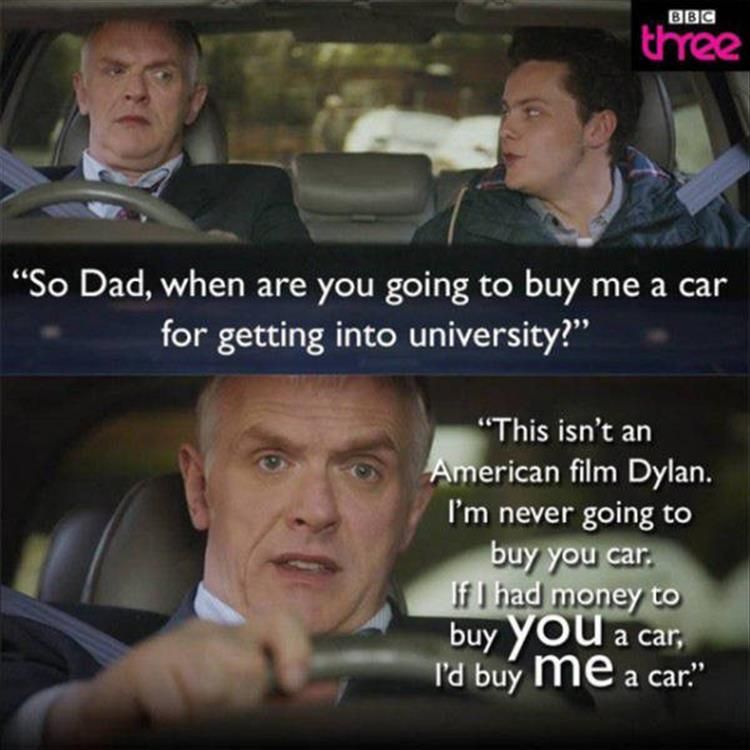 BBC
three
“So Dad, when are you going to buy me a car
for getting into university?”
“This isn’t an
American film Dylan.
I’m never going to
buy you car.
If I had money to
buy you a car,
I’d buy me a car.”